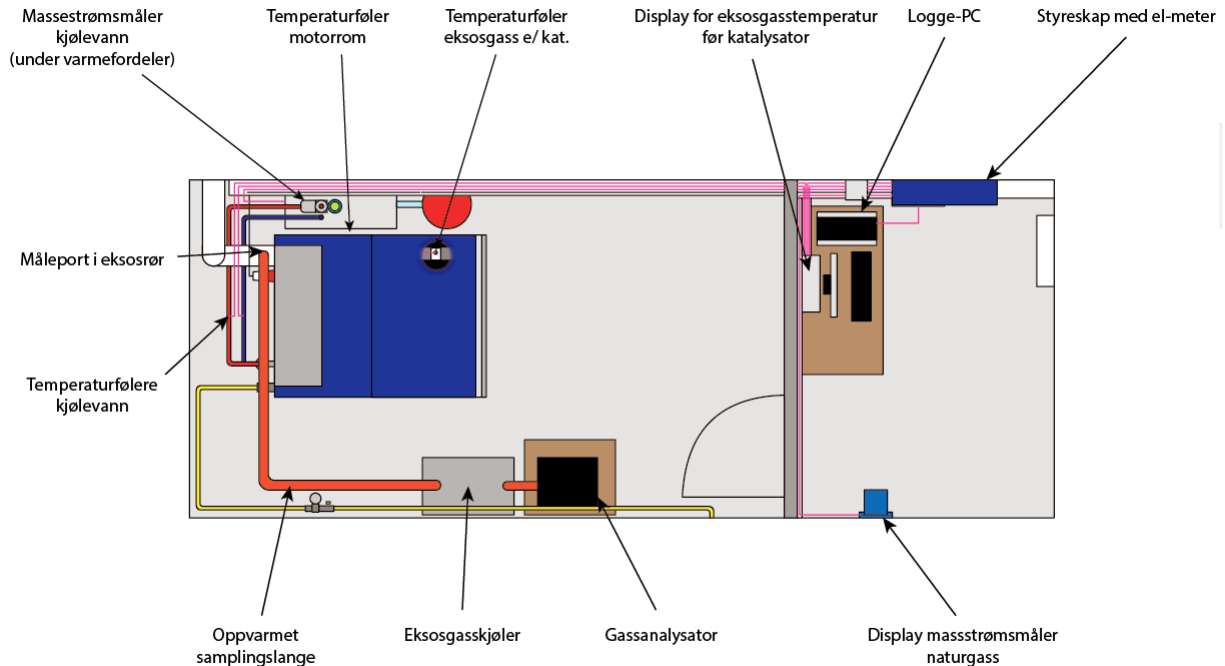 Massestrømsmåler
kjølevann
(under varmefordeler)
Temperaturføler
motorrom
Temperaturføler
eksosgass e/ kat.
Display for eksosgasstemperatur
før katalysator
Logge-PC
Styreskap med el-meter
Måleport i eksosrør
Temperaturfølere
kjølevann
Oppvarmet
samplingslange
Eksosgasskjøler
Gassanalysator
Display massstrømsmåler
naturgass